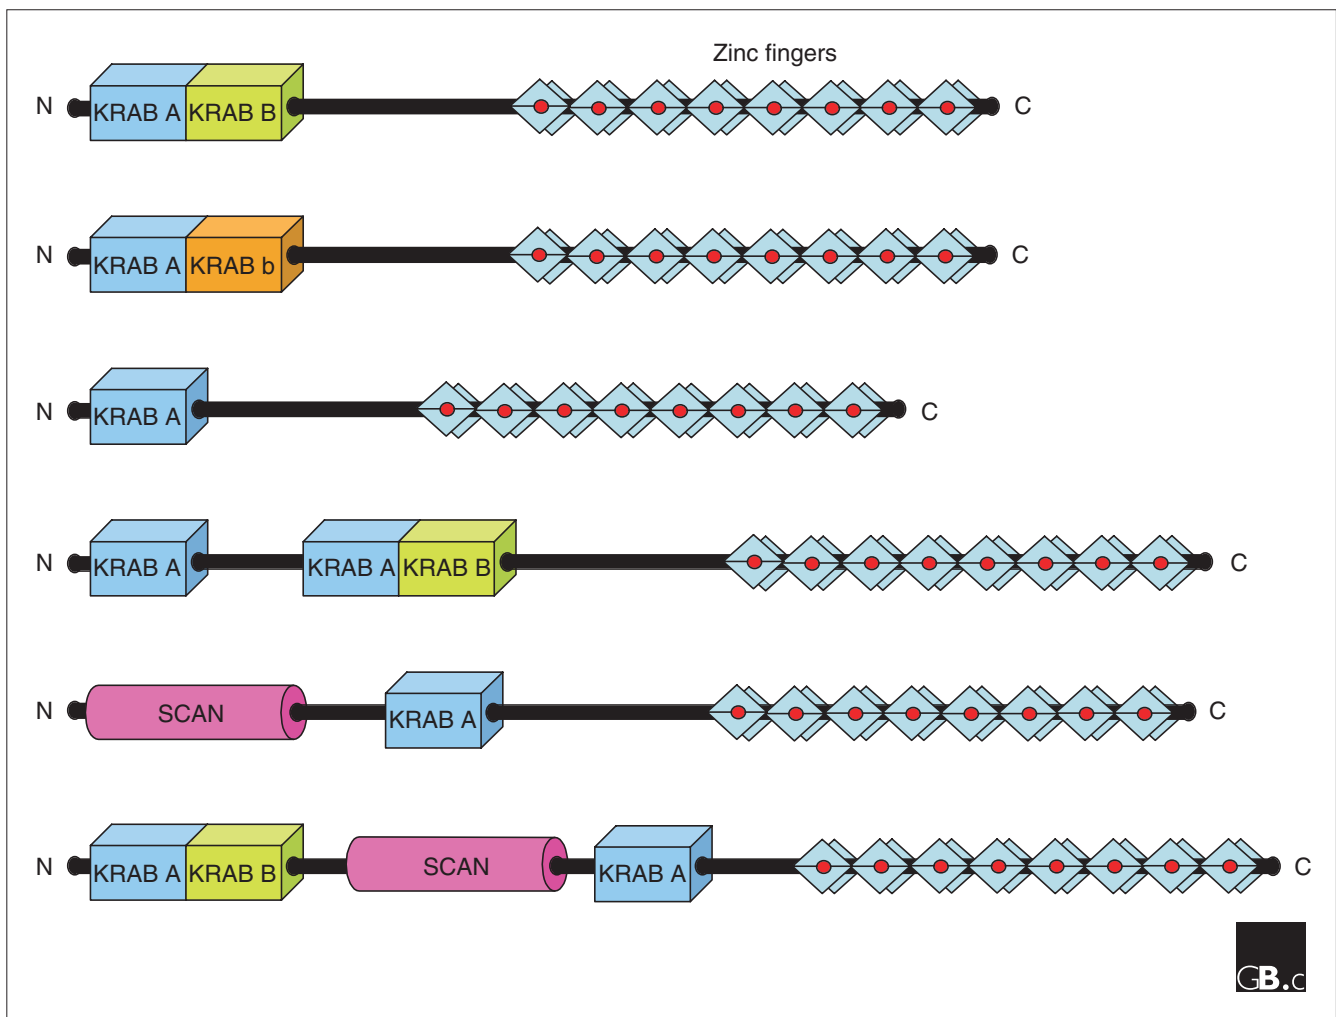 Zinc fingers
N KRAB A KRAB B C
N KRAB A KRAB b C
N KRAB A C
N KRAB A KRAB A KRAB B C
N SCAN KRAB A C
N KRAB A KRAB B SCAN KRAB A C
GB.c